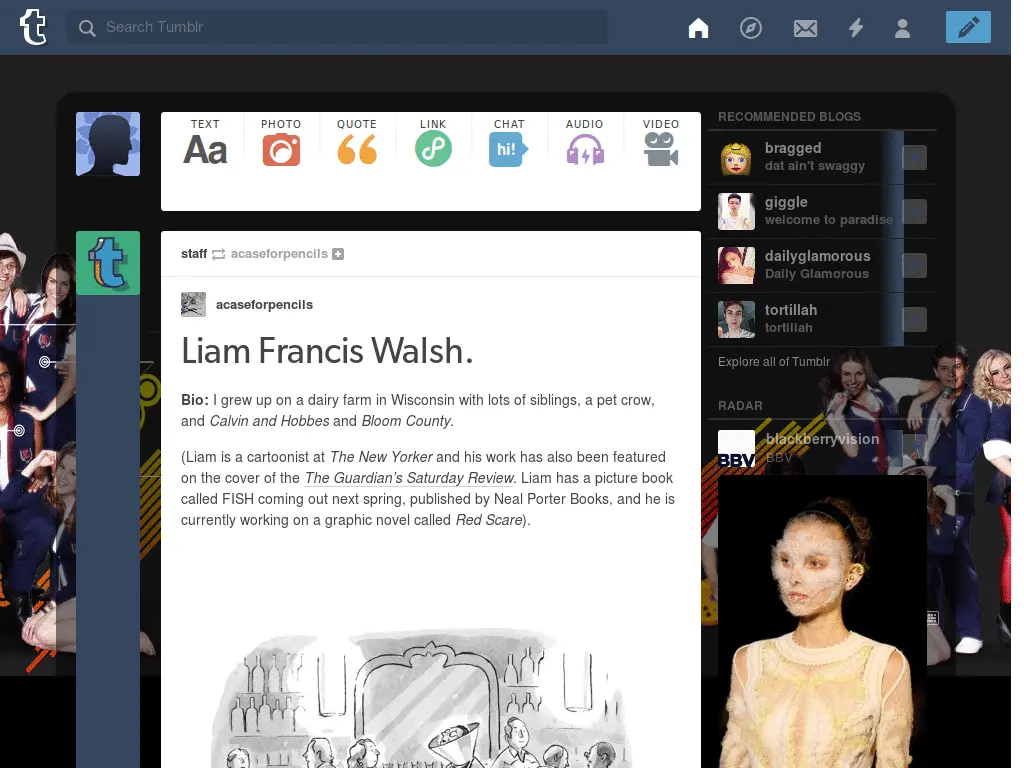 Search Tumblr
TEXT
PHOTO
QUOTE
LINK
CHAT
AUDIO
VIDEO
Aa
hi!
staff acaseforpencils
acaseforpencils
Liam Francis Walsh.
Bio: I grew up on a dairy farm in Wisconsin with lots of siblings, a pet crow,
and Calvin and Hobbes and Bloom County.
(Liam is a cartoonist at The New Yorker and his work has also been featured
on the cover of the The Guardian’s Saturday Review. Liam has a picture book
called FISH coming out next spring, published by Neal Porter Books, and he is
currently working on a graphic novel called Red Scare).
RECOMMENDED BLOGS
bragged
dat ain't swaggy
giggle
welcome to paradise
dailyglamorous
Daily Glamorous
tortillah
tortillah
Explore all of Tumblr
RADAR
blackberryvision
BBV
BBV